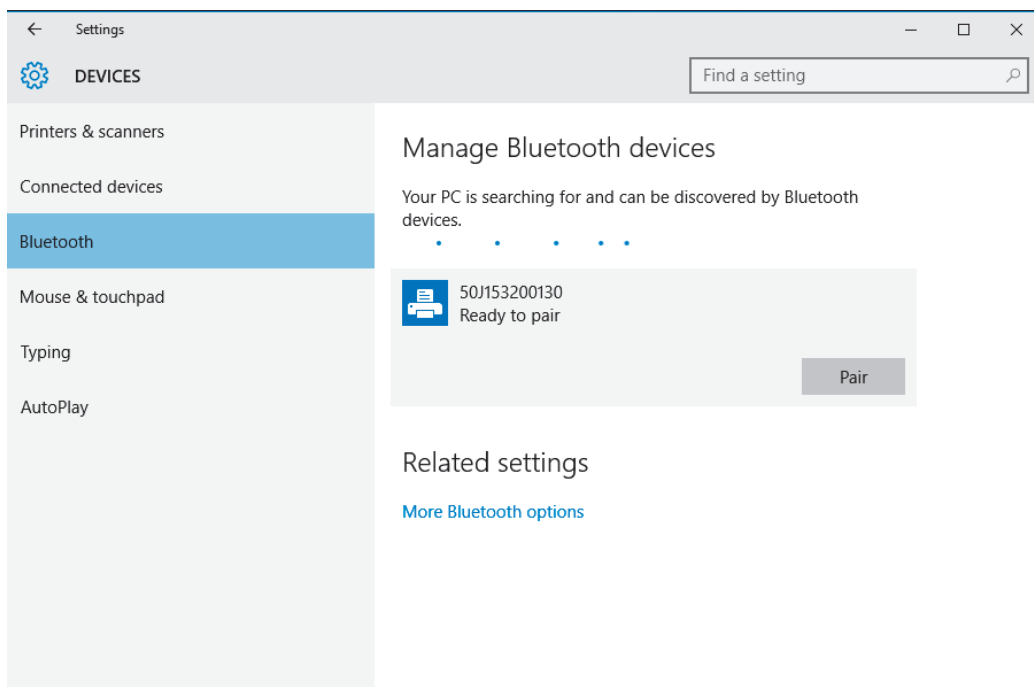 Settings
DEVICES
Find a setting
Printers & scanners
Connected devices
Bluetooth
Mouse & touchpad
Typing
AutoPlay
Manage Bluetooth devices
Your PC is searching for and can be discovered by Bluetooth
devices.
50J153200130
Ready to pair
Pair
Related settings
More Bluetooth options